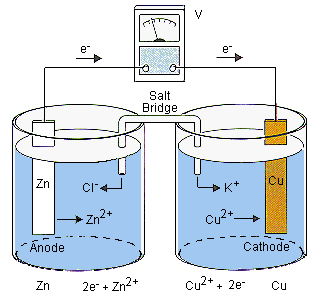 V
e- e-
Salt
Bridge
Zn Cl- K+ Cu
Zn2+ Cu2+
Anode Cathode
Zn 2e- + Zn2+ Cu2+ + 2e- Cu